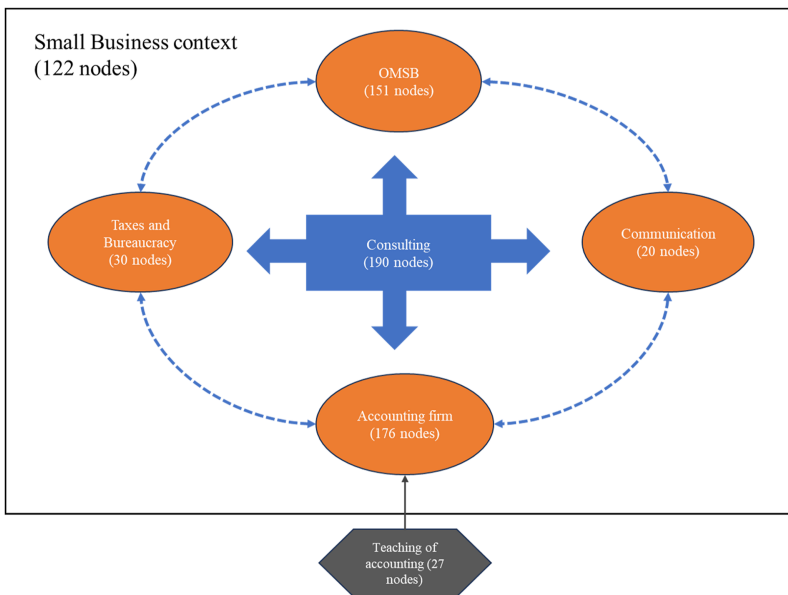 Small Business context
(122 nodes)
OMSB
(151 nodes)
Taxes and
Bureaucracy
(30 nodes)
Consulting
(190 nodes)
Communication
(20 nodes)
Accounting firm
(176 nodes)
Teaching of
accounting (27
nodes)